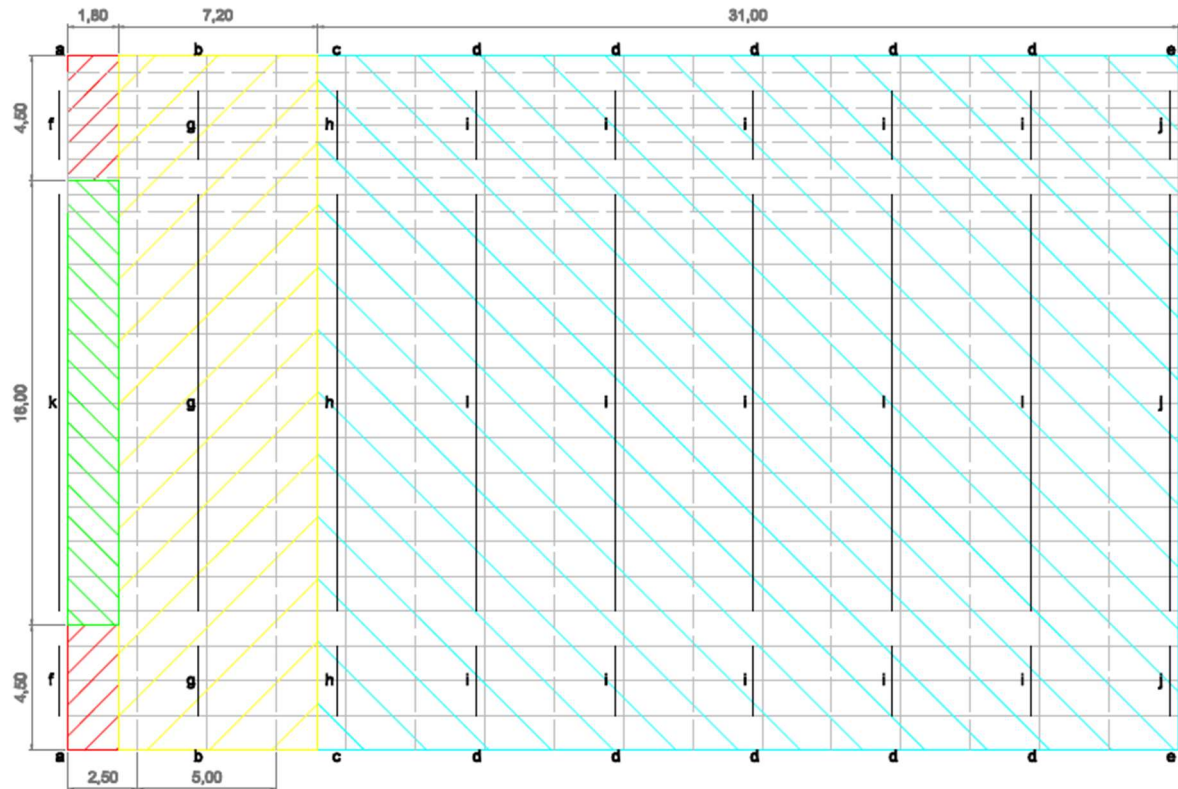 1,80 7,20 31,00
a b c d d d d d e
4,50
f g h i i i i i j
16,00
k g h i i i i i j
4,50
f g h i i i i i j
a b c d d d d d e
2,50 5,00